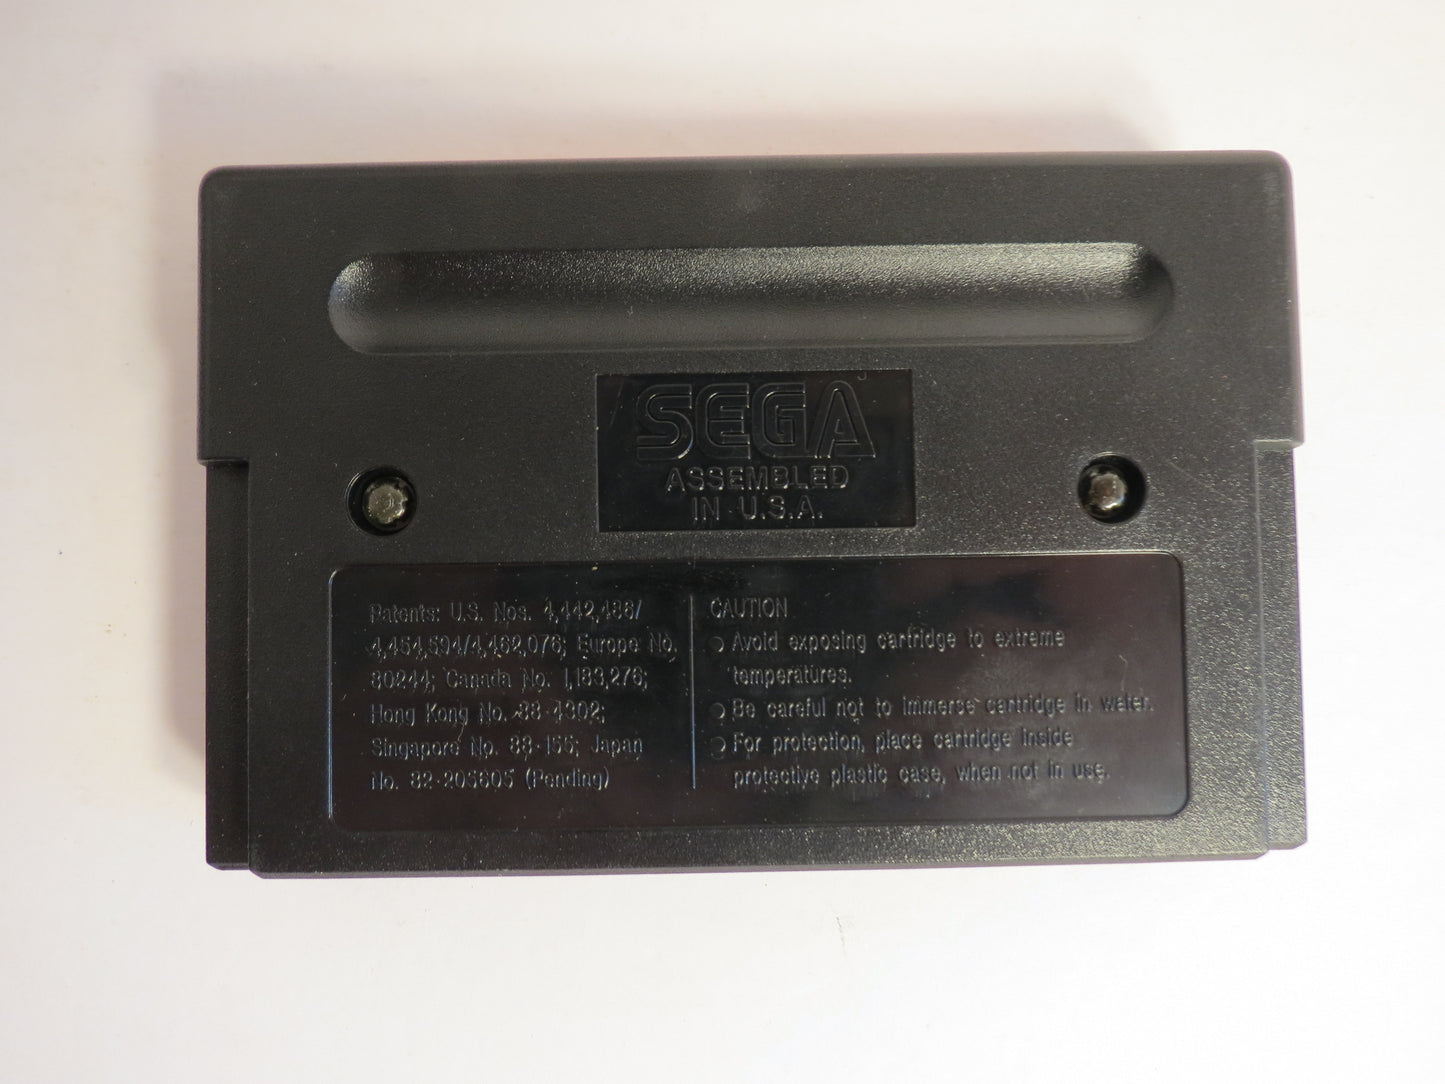 SEGA
ASSEMBLED
IN U.S.A.
Patents: U.S. Nos. 4,442,486/
4,454,594/4,462,076; Europe No.
80244; Canada No. 1,183,276;
Hong Kong No. 88-4302;
Singapore No. 88-155; Japan
No. 82-205605 (Pending)
CAUTION
Avoid exposing cartridge to extreme
temperatures.
Be careful not to immerse cartridge in water.
For protection, place cartridge inside
protective plastic case, when not in use.